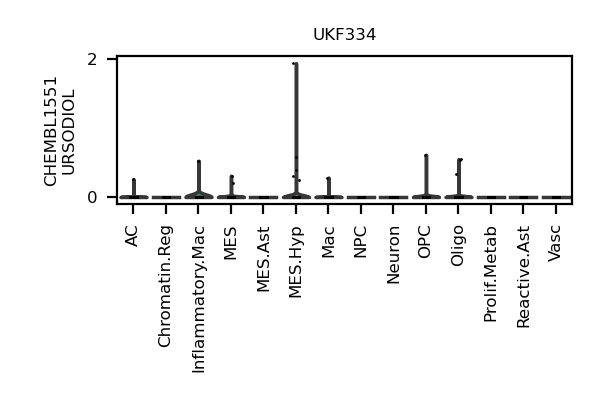 UKF334
CHEMBL1551
URSODIOL
2
0
AC
Chromatin.Reg
Inflammatory.Mac
MES
MES.Ast
MES.Hyp
Mac
NPC
Neuron
OPC
Oligo
Prolif.Metab
Reactive.Ast
Vasc